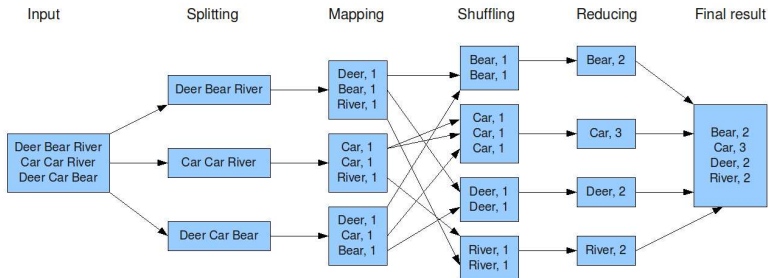 Input
Splitting
Mapping
Shuffling
Reducing
Final result
Deer Bear River
Car Car River
Deer Car Bear
Deer Bear River
Car Car River
Deer Car Bear
Deer, 1
Bear, 1
River, 1
Car, 1
Car, 1
River, 1
Deer, 1
Car, 1
Bear, 1
Bear, 1
Bear, 1
Car, 1
Car, 1
Car, 1
Deer, 1
Deer, 1
River, 1
River, 1
Bear, 2
Car, 3
Deer, 2
River, 2
Bear, 2
Car, 3
Deer, 2
River, 2